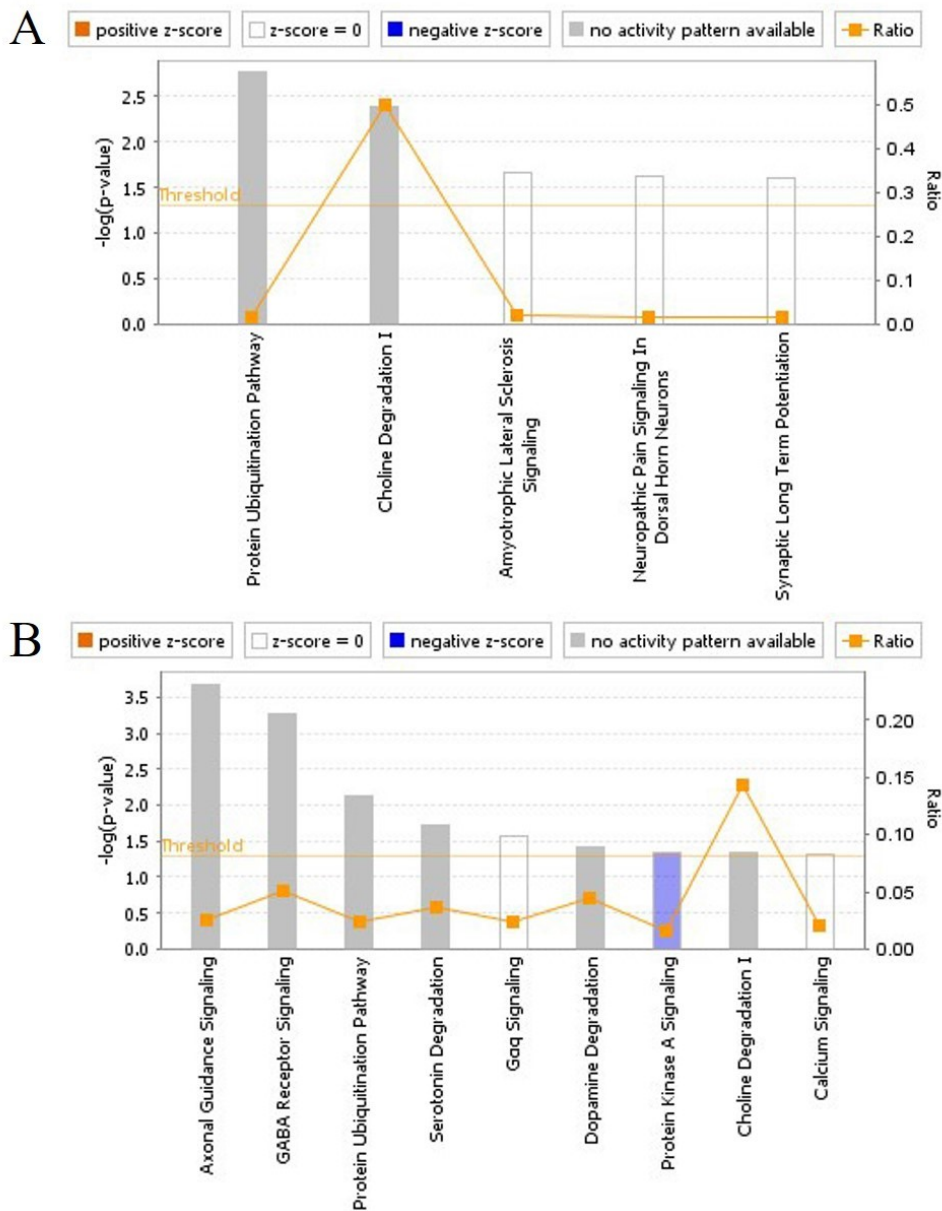 A
positive z-score
z-score = 0
negative z-score
no activity pattern available
Ratio
-log(p-value)
2.5
2.0
1.5
1.0
0.5
0.0
Threshold
0.5
0.4
0.3
0.2
0.1
0.0
Ratio
Protein Ubiquitination Pathway
Choline Degradation I
Amyotrophic Lateral Sclerosis
Signaling
Neuropathic Pain Signaling In
Dorsal Horn Neurons
Synaptic Long Term Potentiation
B
positive z-score
z-score = 0
negative z-score
no activity pattern available
Ratio
-log(p-value)
3.5
3.0
2.5
2.0
1.5
1.0
0.5
0.0
Threshold
0.20
0.15
0.10
0.05
0.00
Ratio
Axonal Guidance Signaling
GABA Receptor Signaling
Protein Ubiquitination Pathway
Serotonin Degradation
Gαq Signaling
Dopamine Degradation
Protein Kinase A Signaling
Choline Degradation I
Calcium Signaling